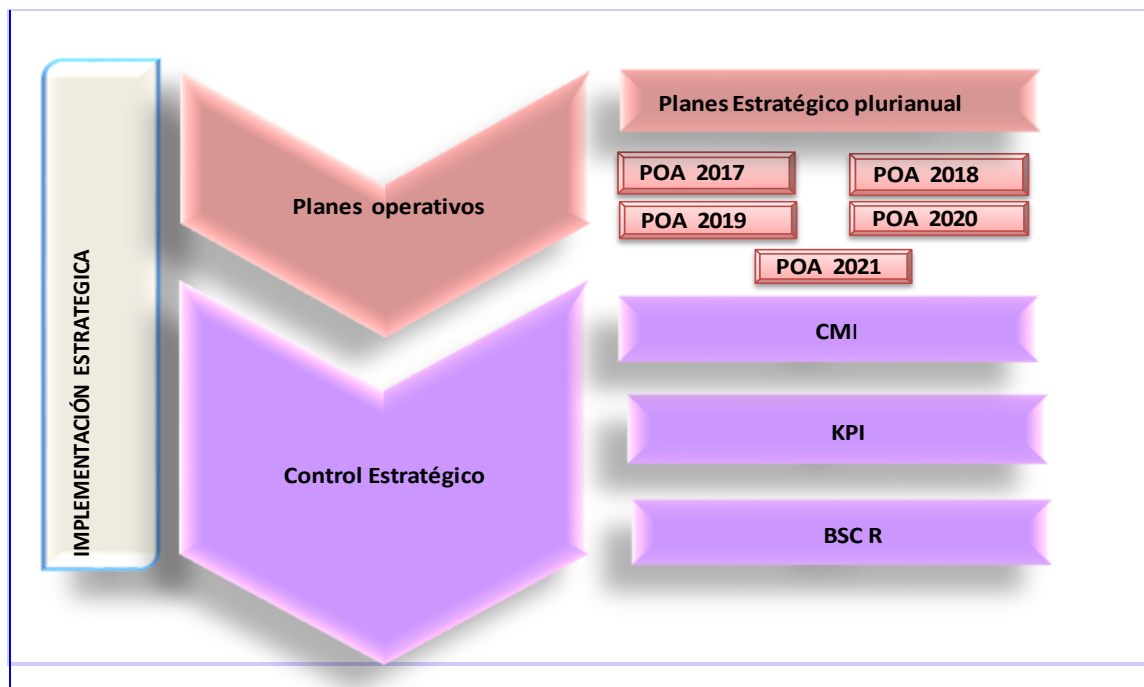 IMPLEMENTACIÓN ESTRATEGICA
Planes operativos
Planes Estratégico plurianual
POA 2017
POA 2018
POA 2019
POA 2020
POA 2021
Control Estratégico
CMI
KPI
BSC R